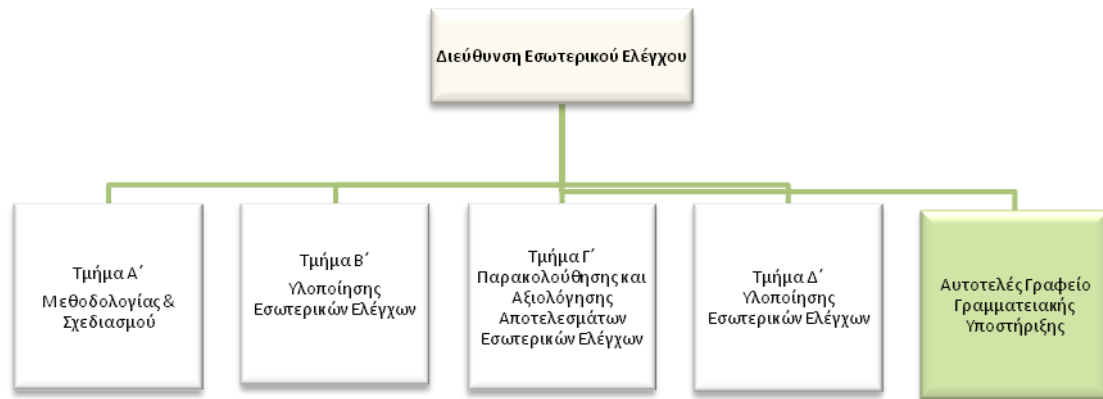 Διεύθυνση Εσωτερικού Ελέγχου
Τμήμα Α΄
Μεθοδολογίας &
Σχεδιασμού
Τμήμα Β΄
Υλοποίησης
Εσωτερικών Ελέγχων
Τμήμα Γ΄
Παρακολούθησης και
Αξιολόγησης
Αποτελεσμάτων
Εσωτερικών Ελέγχων
Τμήμα Δ΄
Υλοποίησης
Εσωτερικών Ελέγχων
Αυτοτελές Γραφείο
Γραμματειακής
Υποστήριξης